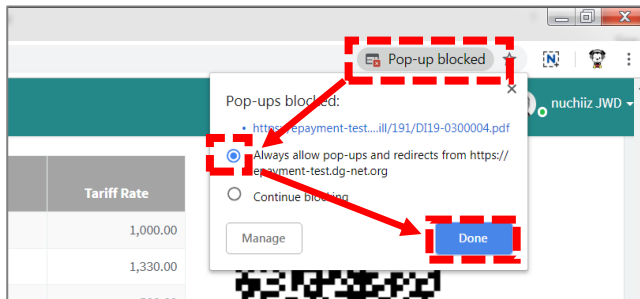 Pop-up blocked
Pop-ups blocked:
nuchiiz JWD
• https://epayment-test....ill/191/DI19-0300004.pdf
Always allow pop-ups and redirects from https://
epayment-test.dg-net.org
Continue blocking
Tariff Rate
Manage
Done
1,000.00
1,330.00